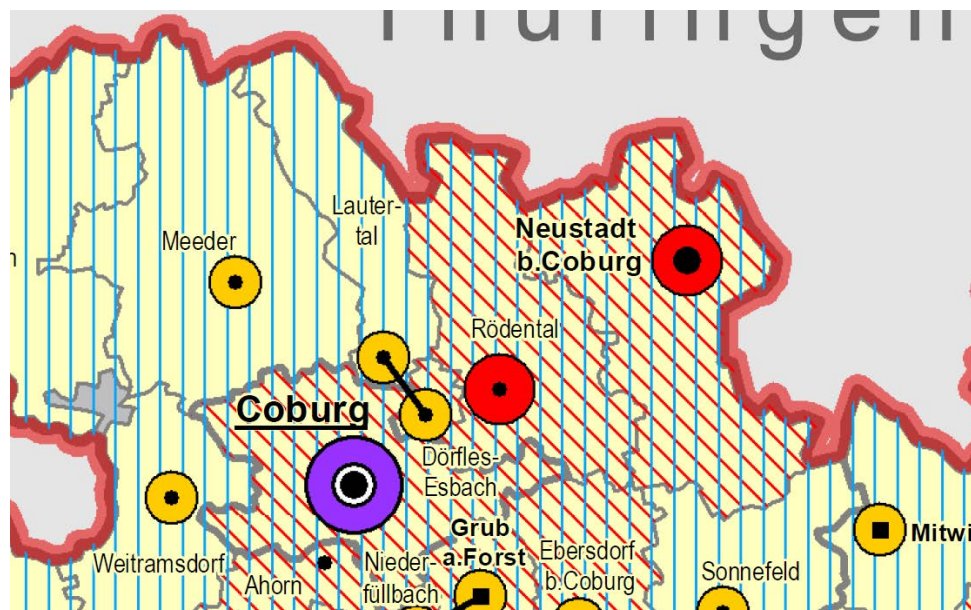 Thüringen
Lauter-
tal
Meeder
Neustadt
b.Coburg
n
Rödental
Coburg
Dörfles-
Esbach
Grub
a.Forst
Mitwi
Weitramsdorf
Ahorn
Nieder-
füllbach
Ebersdorf
b.Coburg
Sonnefeld